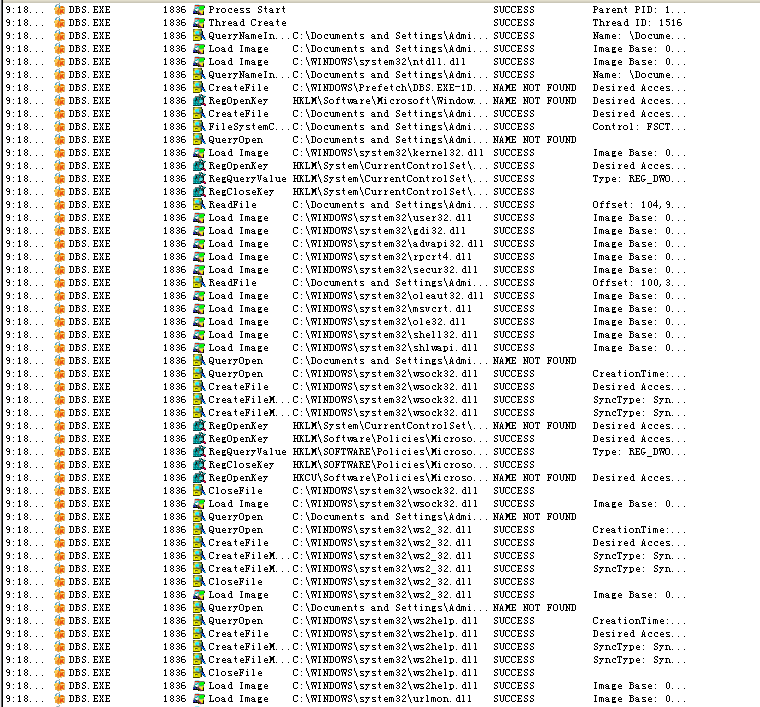 9:18... DBS.EXE 1836 Process Start SUCCESS Parent PID: 1...
9:18... DBS.EXE 1836 Thread Create SUCCESS Thread ID: 1516
9:18... DBS.EXE 1836 QueryNameIn... C:\Documents and Settings\Admi... SUCCESS Name: \Docume...
9:18... DBS.EXE 1836 Load Image C:\Documents and Settings\Admi... SUCCESS Image Base: 0...
9:18... DBS.EXE 1836 Load Image C:\WINDOWS\system32\ntdll.dll SUCCESS Image Base: 0...
9:18... DBS.EXE 1836 QueryNameIn... C:\Documents and Settings\Admi... SUCCESS Name: \Docume...
9:18... DBS.EXE 1836 CreateFile C:\WINDOWS\Prefetch\DBS.EXE-1D... NAME NOT FOUND Desired Acces...
9:18... DBS.EXE 1836 RegOpenKey HKLM\Software\Microsoft\Window... NAME NOT FOUND Desired Acces...
9:18... DBS.EXE 1836 CreateFile C:\Documents and Settings\Admi... SUCCESS Desired Acces...
9:18... DBS.EXE 1836 FileSystemC... C:\Documents and Settings\Admi... SUCCESS Control: FSCT...
9:18... DBS.EXE 1836 QueryOpen C:\Documents and Settings\Admi... NAME NOT FOUND
9:18... DBS.EXE 1836 Load Image C:\WINDOWS\system32\kernel32.dll SUCCESS Image Base: 0...
9:18... DBS.EXE 1836 RegOpenKey HKLM\System\CurrentControlSet\... SUCCESS Desired Acces...
9:18... DBS.EXE 1836 RegQueryValue HKLM\System\CurrentControlSet\... SUCCESS Type: REG_DWO...
9:18... DBS.EXE 1836 RegCloseKey HKLM\System\CurrentControlSet\... SUCCESS
9:18... DBS.EXE 1836 ReadFile C:\Documents and Settings\Admi... SUCCESS Offset: 104,9...
9:18... DBS.EXE 1836 Load Image C:\WINDOWS\system32\user32.dll SUCCESS Image Base: 0...
9:18... DBS.EXE 1836 Load Image C:\WINDOWS\system32\gdi32.dll SUCCESS Image Base: 0...
9:18... DBS.EXE 1836 Load Image C:\WINDOWS\system32\advapi32.dll SUCCESS Image Base: 0...
9:18... DBS.EXE 1836 Load Image C:\WINDOWS\system32\rpcrt4.dll SUCCESS Image Base: 0...
9:18... DBS.EXE 1836 Load Image C:\WINDOWS\system32\secur32.dll SUCCESS Image Base: 0...
9:18... DBS.EXE 1836 ReadFile C:\Documents and Settings\Admi... SUCCESS Offset: 100,3...
9:18... DBS.EXE 1836 Load Image C:\WINDOWS\system32\oleaut32.dll SUCCESS Image Base: 0...
9:18... DBS.EXE 1836 Load Image C:\WINDOWS\system32\msvcrt.dll SUCCESS Image Base: 0...
9:18... DBS.EXE 1836 Load Image C:\WINDOWS\system32\ole32.dll SUCCESS Image Base: 0...
9:18... DBS.EXE 1836 Load Image C:\WINDOWS\system32\shell32.dll SUCCESS Image Base: 0...
9:18... DBS.EXE 1836 Load Image C:\WINDOWS\system32\shlwapi.dll SUCCESS Image Base: 0...
9:18... DBS.EXE 1836 QueryOpen C:\Documents and Settings\Admi... NAME NOT FOUND
9:18... DBS.EXE 1836 QueryOpen C:\WINDOWS\system32\wsock32.dll SUCCESS CreationTime:...
9:18... DBS.EXE 1836 CreateFile C:\WINDOWS\system32\wsock32.dll SUCCESS Desired Acces...
9:18... DBS.EXE 1836 CreateFileM... C:\WINDOWS\system32\wsock32.dll SUCCESS SyncType: Syn...
9:18... DBS.EXE 1836 CreateFileM... C:\WINDOWS\system32\wsock32.dll SUCCESS SyncType: Syn...
9:18... DBS.EXE 1836 RegOpenKey HKLM\System\CurrentControlSet\... NAME NOT FOUND Desired Acces...
9:18... DBS.EXE 1836 RegOpenKey HKLM\Software\Policies\Microso... SUCCESS Desired Acces...
9:18... DBS.EXE 1836 RegQueryValue HKLM\SOFTWARE\Policies\Microso... SUCCESS Type: REG_DWO...
9:18... DBS.EXE 1836 RegCloseKey HKLM\SOFTWARE\Policies\Microso... SUCCESS
9:18... DBS.EXE 1836 RegOpenKey HKCU\Software\Policies\Microso... NAME NOT FOUND Desired Acces...
9:18... DBS.EXE 1836 CloseFile C:\WINDOWS\system32\wsock32.dll SUCCESS
9:18... DBS.EXE 1836 Load Image C:\WINDOWS\system32\wsock32.dll SUCCESS Image Base: 0...
9:18... DBS.EXE 1836 QueryOpen C:\Documents and Settings\Admi... NAME NOT FOUND
9:18... DBS.EXE 1836 QueryOpen C:\WINDOWS\system32\ws2_32.dll SUCCESS CreationTime:...
9:18... DBS.EXE 1836 CreateFile C:\WINDOWS\system32\ws2_32.dll SUCCESS Desired Acces...
9:18... DBS.EXE 1836 CreateFileM... C:\WINDOWS\system32\ws2_32.dll SUCCESS SyncType: Syn...
9:18... DBS.EXE 1836 CreateFileM... C:\WINDOWS\system32\ws2_32.dll SUCCESS SyncType: Syn...
9:18... DBS.EXE 1836 CloseFile C:\WINDOWS\system32\ws2_32.dll SUCCESS
9:18... DBS.EXE 1836 Load Image C:\WINDOWS\system32\ws2_32.dll SUCCESS Image Base: 0...
9:18... DBS.EXE 1836 QueryOpen C:\Documents and Settings\Admi... NAME NOT FOUND
9:18... DBS.EXE 1836 QueryOpen C:\WINDOWS\system32\ws2help.dll SUCCESS CreationTime:...
9:18... DBS.EXE 1836 CreateFile C:\WINDOWS\system32\ws2help.dll SUCCESS Desired Acces...
9:18... DBS.EXE 1836 CreateFileM... C:\WINDOWS\system32\ws2help.dll SUCCESS SyncType: Syn...
9:18... DBS.EXE 1836 CreateFileM... C:\WINDOWS\system32\ws2help.dll SUCCESS SyncType: Syn...
9:18... DBS.EXE 1836 CloseFile C:\WINDOWS\system32\ws2help.dll SUCCESS
9:18... DBS.EXE 1836 Load Image C:\WINDOWS\system32\ws2help.dll SUCCESS Image Base: 0...
9:18... DBS.EXE 1836 Load Image C:\WINDOWS\system32\urlmon.dll SUCCESS Image Base: 0...